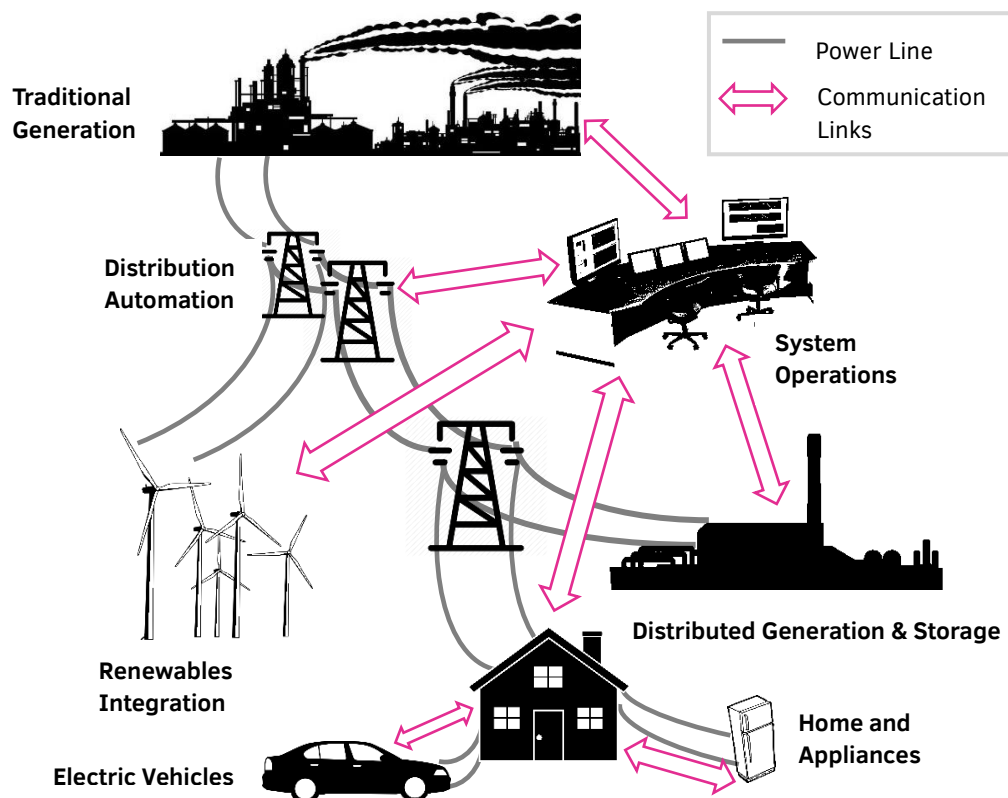 Power Line
Communication
Links
Traditional
Generation
Distribution
Automation
System
Operations
Distributed Generation & Storage
Renewables
Integration
Home and
Appliances
Electric Vehicles